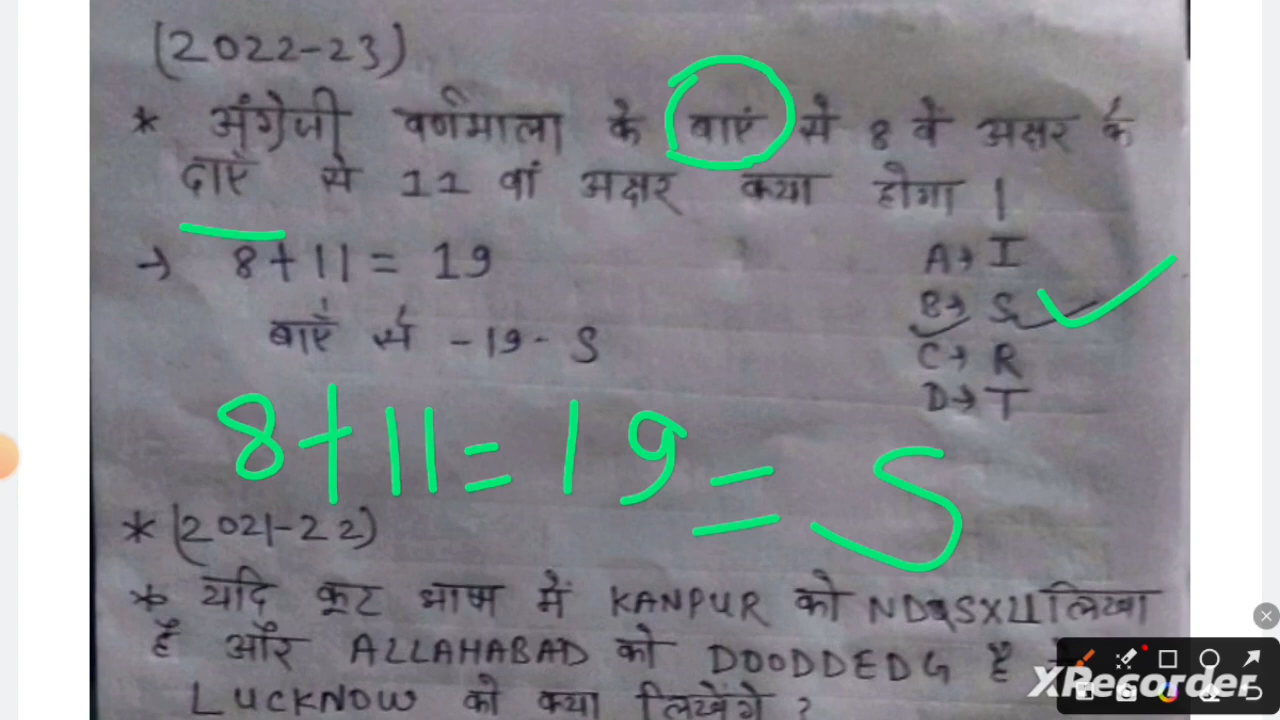 (2022-23)
* अंग्रेजी वर्णमाला के बाएं से 8 वें अक्षर के
दाएं से 11 वां अक्षर क्या होगा ।
→ 8+11 = 19
बाएँ से -19- S
A→ I
B→ S
C→ R
D→ T
8+11=19=S
* (2021-22)
* यदि कूट भाषा में KANPUR को लिखा
है और ALLAHABAD को DOODDEDG है
LUCKNOW को क्या लिखेंगे ?
XRecorder